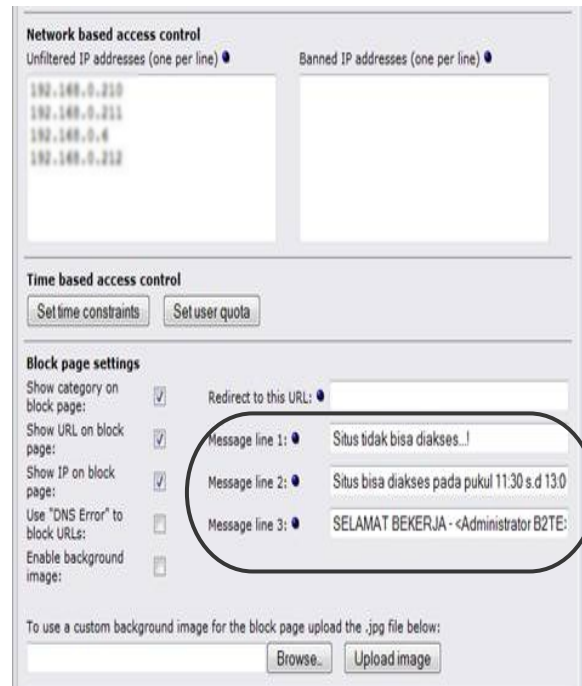 Network based access control
Unfiltered IP addresses (one per line) Banned IP addresses (one per line)
192.168.0.210
192.168.0.211
192.168.0.6
192.168.0.212
Time based access control
Set time constraints Set user quota
Block page settings
Show category on block page: Redirect to this URL:
Show URL on block page: Message line 1: Situs tidak bisa diakses...!
Show IP on block page: Message line 2: Situs bisa diakses pada pukul 11:30 s.d 13:0
Use "DNS Error" to block URLs: Message line 3: SELAMAT BEKERJA - <Administrator B2TE
Enable background image:
To use a custom background image for the block page upload the .jpg file below:
Browse.. Upload image